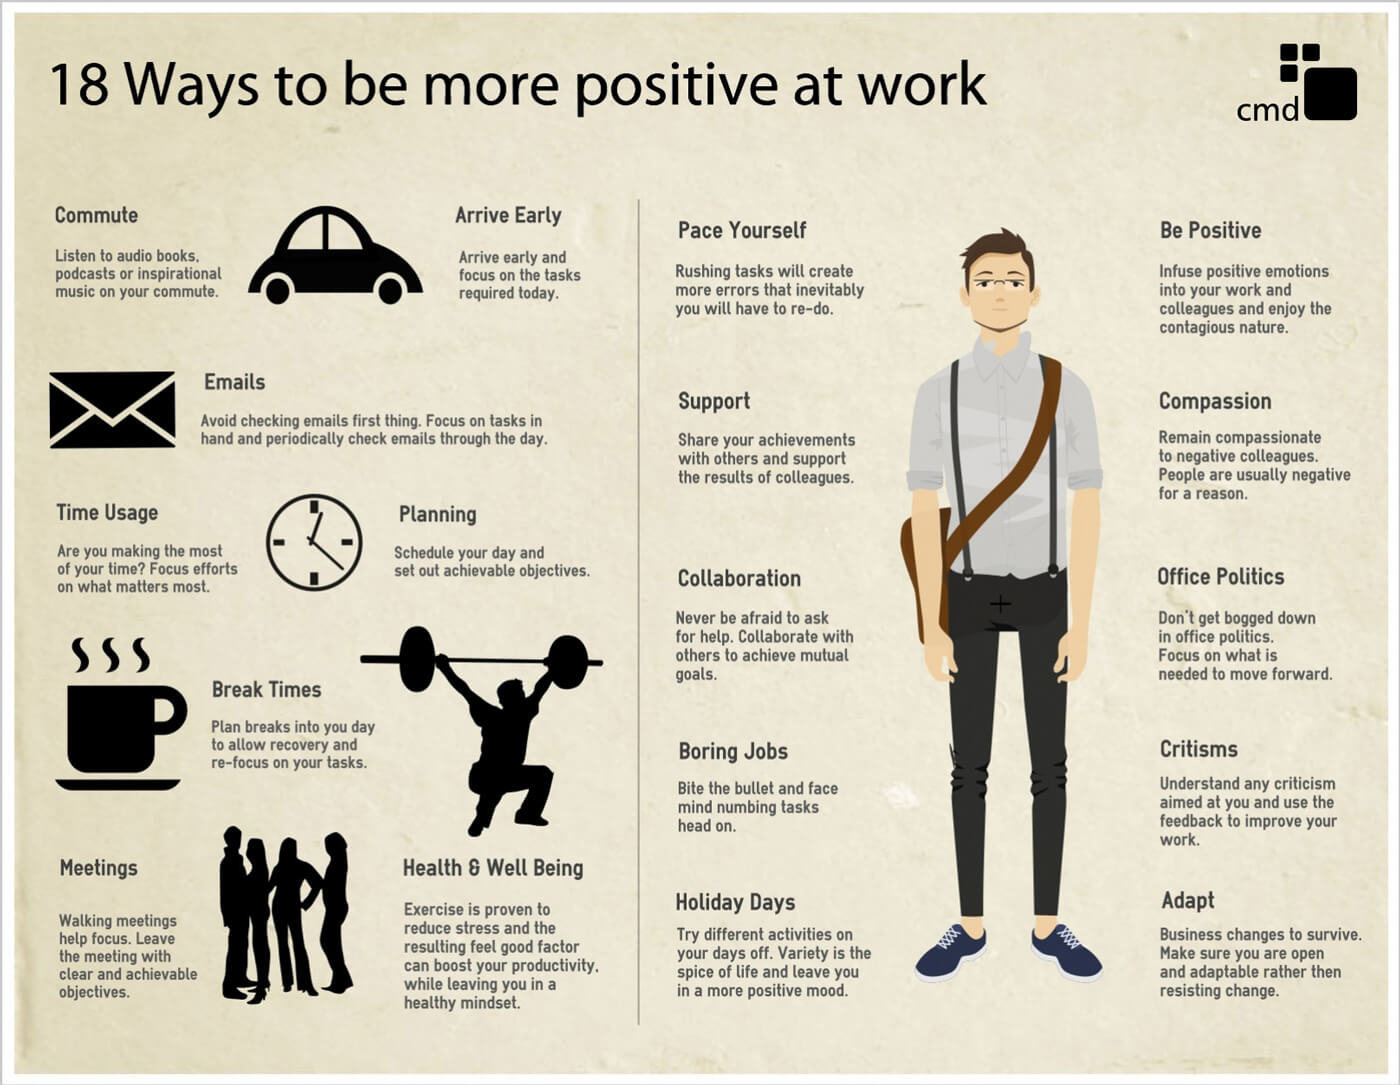 18 Ways to be more positive at work
cmd
Commute
Listen to audio books,
podcasts or inspirational
music on your commute.
Arrive Early
Arrive early and
focus on the tasks
required today.
Emails
Avoid checking emails first thing. Focus on tasks in
hand and periodically check emails through the day.
Time Usage
Are you making the most
of your time? Focus efforts
on what matters most.
Planning
Schedule your day and
set out achievable objectives.
Break Times
Plan breaks into you day
to allow recovery and
re-focus on your tasks.
Meetings
Walking meetings
help focus. Leave
the meeting with
clear and achievable
objectives.
Health & Well Being
Exercise is proven to
reduce stress and the
resulting feel good factor
can boost your productivity,
while leaving you in a
healthy mindset.
Pace Yourself
Rushing tasks will create
more errors that inevitably
you will have to re-do.
Support
Share your achievements
with others and support
the results of colleagues.
Collaboration
Never be afraid to ask
for help. Collaborate with
others to achieve mutual
goals.
Boring Jobs
Bite the bullet and face
mind numbing tasks
head on.
Holiday Days
Try different activities on
your days off. Variety is the
spice of life and leave you
in a more positive mood.
Be Positive
Infuse positive emotions
into your work and
colleagues and enjoy the
contagious nature.
Compassion
Remain compassionate
to negative colleagues.
People are usually negative
for a reason.
Office Politics
Don't get bogged down
in office politics.
Focus on what is
needed to move forward.
Critisms
Understand any criticism
aimed at you and use the
feedback to improve your
work.
Adapt
Business changes to survive.
Make sure you are open
and adaptable rather then
resisting change.